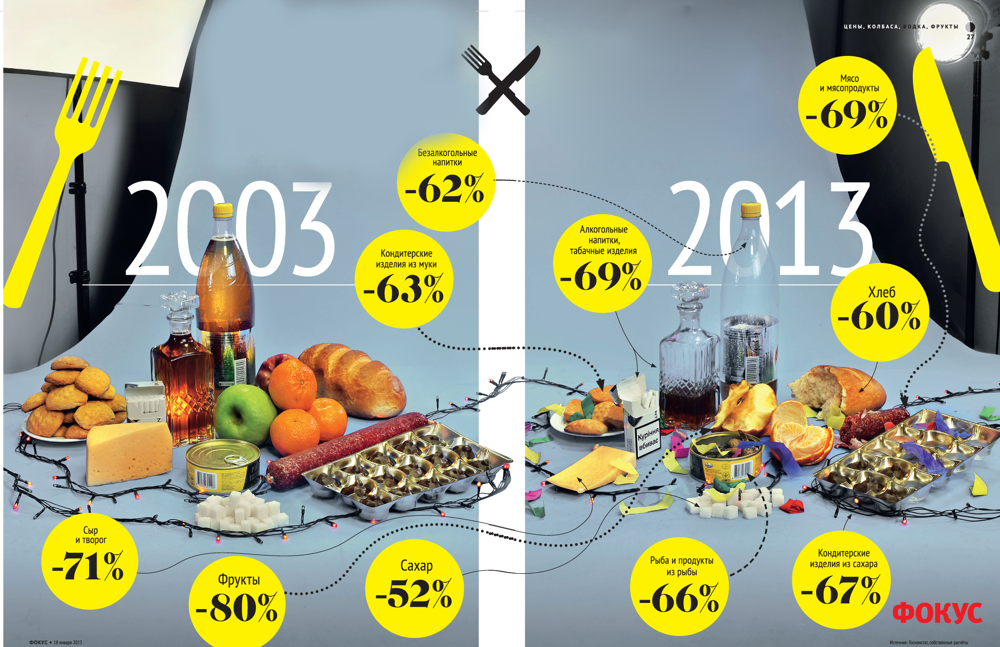 ЦЕНЫ, КОЛБАСА, ВОДКА, ФРУКТЫ
27
2003
2013
Мясо
и мясопродукты
-69%
Безалкогольные
напитки
-62%
Кондитерские
изделия из муки
-63%
Алкогольные
напитки,
табачные изделия
-69%
Хлеб
-60%
Куріння
вбиває
Сыр
и творог
-71%
Фрукты
-80%
Сахар
-52%
Рыба и продукты
из рыбы
-66%
Кондитерские
изделия из сахара
-67%
ФОКУС
ФОКУС • 18 января 2013
Источник: Госкомстат, собственные расчёты